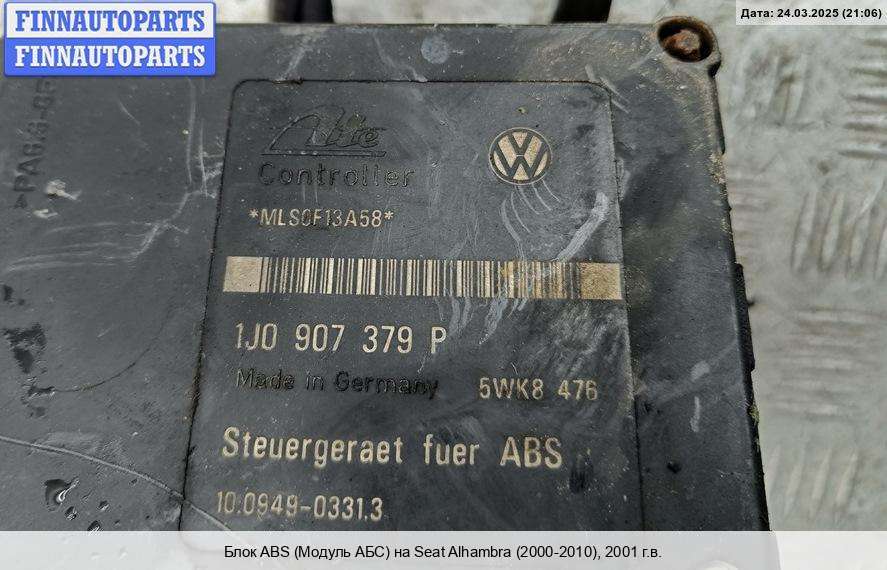 FINNAUTOPARTS
FINNAUTOPARTS
Дата: 24.03.2025 (21:06)
Ate
Controller
*MLS0F13A58*
1J0 907 379 P
Made in Germany 5WK8 476
Steuergeraet fuer ABS
10.0949-0331.3
Блок ABS (Модуль АБС) на Seat Alhambra (2000-2010), 2001 г.в.